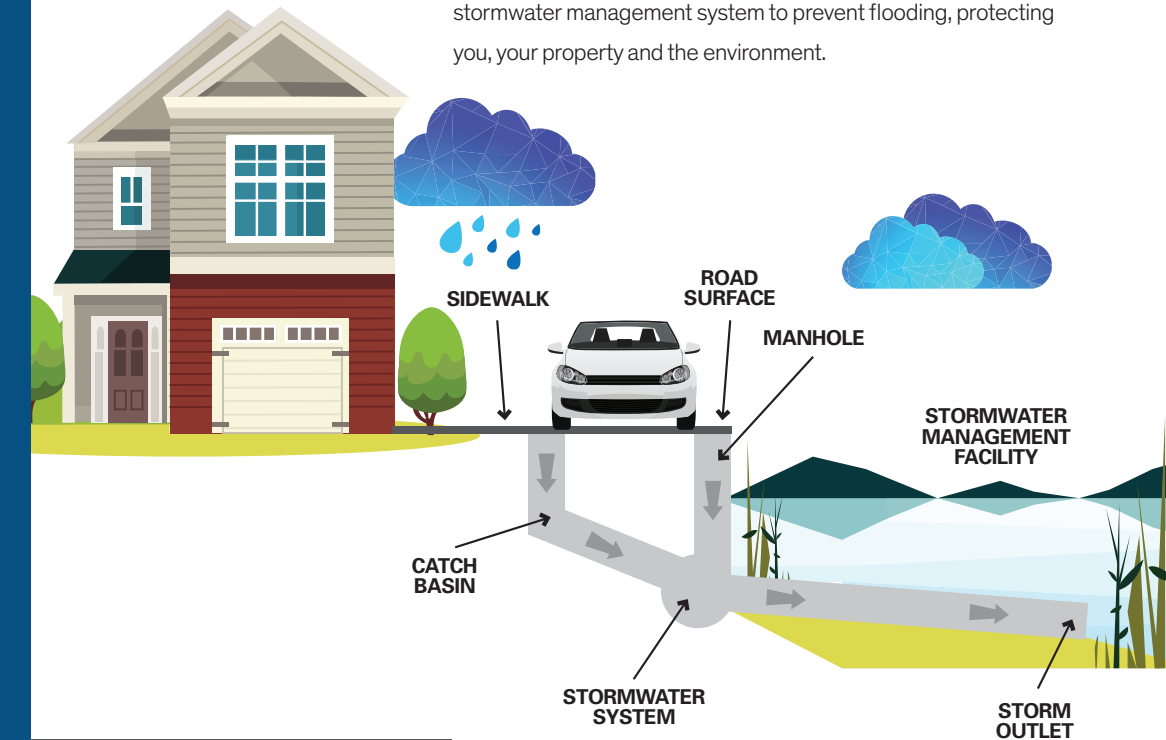 stormwater management system to prevent flooding, protecting
you, your property and the environment.
SIDEWALK
ROAD
SURFACE
MANHOLE
STORMWATER
MANAGEMENT
FACILITY
CATCH
BASIN
STORMWATER
SYSTEM
STORM
OUTLET